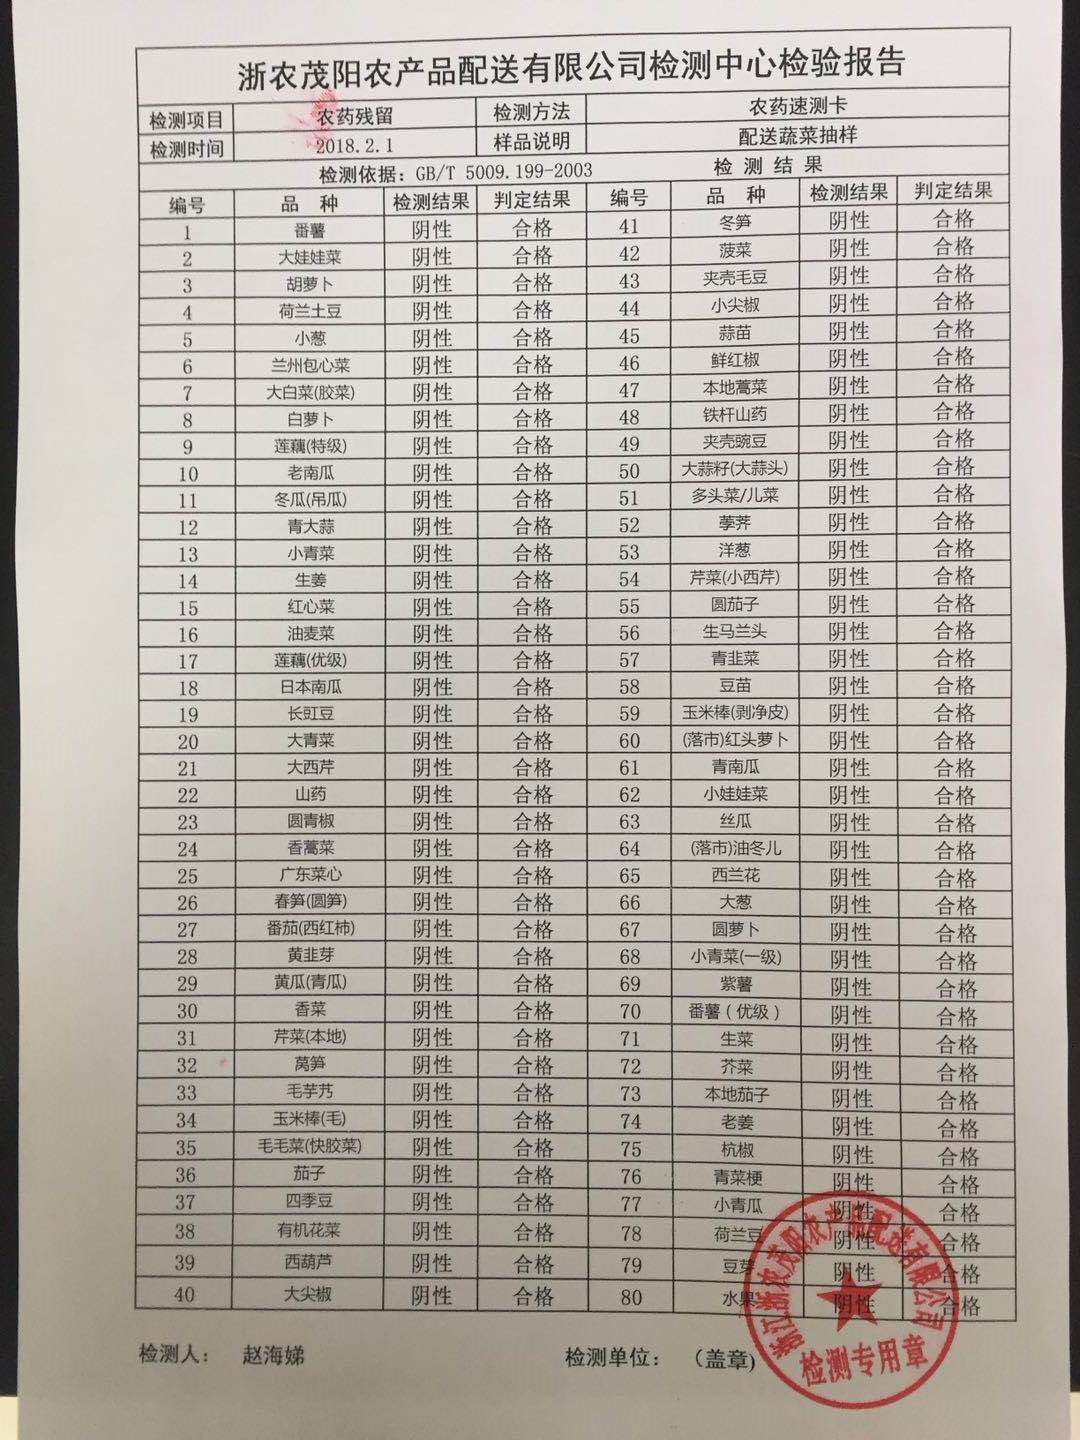 浙农茂阳农产品配送有限公司检测中心检验报告
检测项目 农药残留 检测方法 农药速测卡
检测时间 2018.2.1 样品说明 配送蔬菜抽样
检测依据：GB/T 5009.199-2003 检 测 结 果
编号 品 种 检测结果 判定结果 编号 品 种 检测结果 判定结果
1 番薯 阴性 合格 41 冬笋 阴性 合格
2 大娃娃菜 阴性 合格 42 菠菜 阴性 合格
3 胡萝卜 阴性 合格 43 夹壳毛豆 阴性 合格
4 荷兰土豆 阴性 合格 44 小尖椒 阴性 合格
5 小葱 阴性 合格 45 蒜苗 阴性 合格
6 兰州包心菜 阴性 合格 46 鲜红椒 阴性 合格
7 大白菜(胶菜) 阴性 合格 47 本地蒿菜 阴性 合格
8 白萝卜 阴性 合格 48 铁杆山药 阴性 合格
9 莲藕(特级) 阴性 合格 49 夹壳豌豆 阴性 合格
10 老南瓜 阴性 合格 50 大蒜籽(大蒜头) 阴性 合格
11 冬瓜(吊瓜) 阴性 合格 51 多头菜/儿菜 阴性 合格
12 青大蒜 阴性 合格 52 荸荠 阴性 合格
13 小青菜 阴性 合格 53 洋葱 阴性 合格
14 生姜 阴性 合格 54 芹菜(小西芹) 阴性 合格
15 红心菜 阴性 合格 55 圆茄子 阴性 合格
16 油麦菜 阴性 合格 56 生马兰头 阴性 合格
17 莲藕(优级) 阴性 合格 57 青韭菜 阴性 合格
18 日本南瓜 阴性 合格 58 豆苗 阴性 合格
19 长豇豆 阴性 合格 59 玉米棒(剥净皮) 阴性 合格
20 大青菜 阴性 合格 60 (落市)红头萝卜 阴性 合格
21 大西芹 阴性 合格 61 青南瓜 阴性 合格
22 山药 阴性 合格 62 小娃娃菜 阴性 合格
23 圆青椒 阴性 合格 63 丝瓜 阴性 合格
24 香蒿菜 阴性 合格 64 (落市)油冬儿 阴性 合格
25 广东菜心 阴性 合格 65 西兰花 阴性 合格
26 春笋(圆笋) 阴性 合格 66 大葱 阴性 合格
27 番茄(西红柿) 阴性 合格 67 圆萝卜 阴性 合格
28 黄韭芽 阴性 合格 68 小青菜(一级) 阴性 合格
29 黄瓜(青瓜) 阴性 合格 69 紫薯 阴性 合格
30 香菜 阴性 合格 70 番薯（优级） 阴性 合格
31 芹菜(本地) 阴性 合格 71 生菜 阴性 合格
32 莴笋 阴性 合格 72 芥菜 阴性 合格
33 毛芋艿 阴性 合格 73 本地茄子 阴性 合格
34 玉米棒(毛) 阴性 合格 74 老姜 阴性 合格
35 毛毛菜(快胶菜) 阴性 合格 75 杭椒 阴性 合格
36 茄子 阴性 合格 76 青菜梗 阴性 合格
37 四季豆 阴性 合格 77 小青瓜 阴性 合格
38 有机花菜 阴性 合格 78 荷兰豆 阴性 合格
39 西葫芦 阴性 合格 79 豆芽 阴性 合格
40 大尖椒 阴性 合格 80 水果 阴性 合格
检测人： 赵海娣 检测单位： （盖章)
浙江浙农茂阳农产品配送有限公司
检测专用章